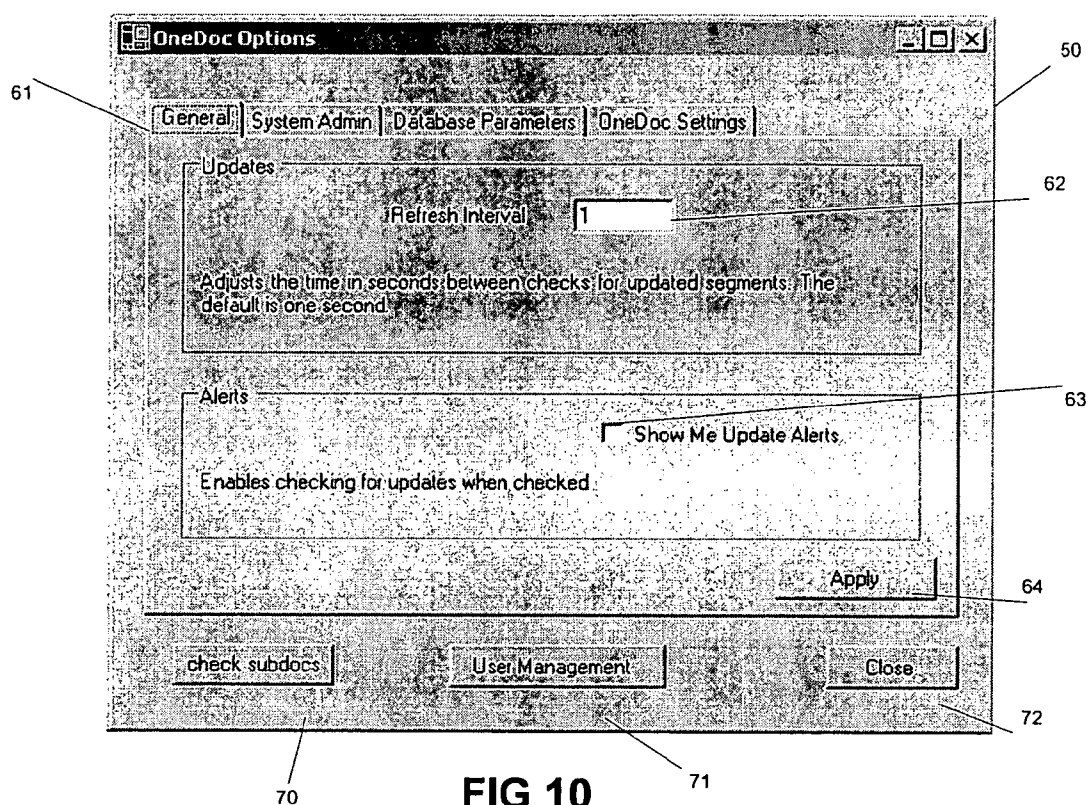 OneDoc Options
50
61
General System Admin Database Parameters OneDoc Settings
Updates
Refresh Interval 1
62
Adjusts the time in seconds between checks for updated segments. The
default is one second.
Alerts
63
Show Me Update Alerts
Enables checking for updates when checked
Apply
64
check subdocs User Management Close
72
70 71
FIG 10